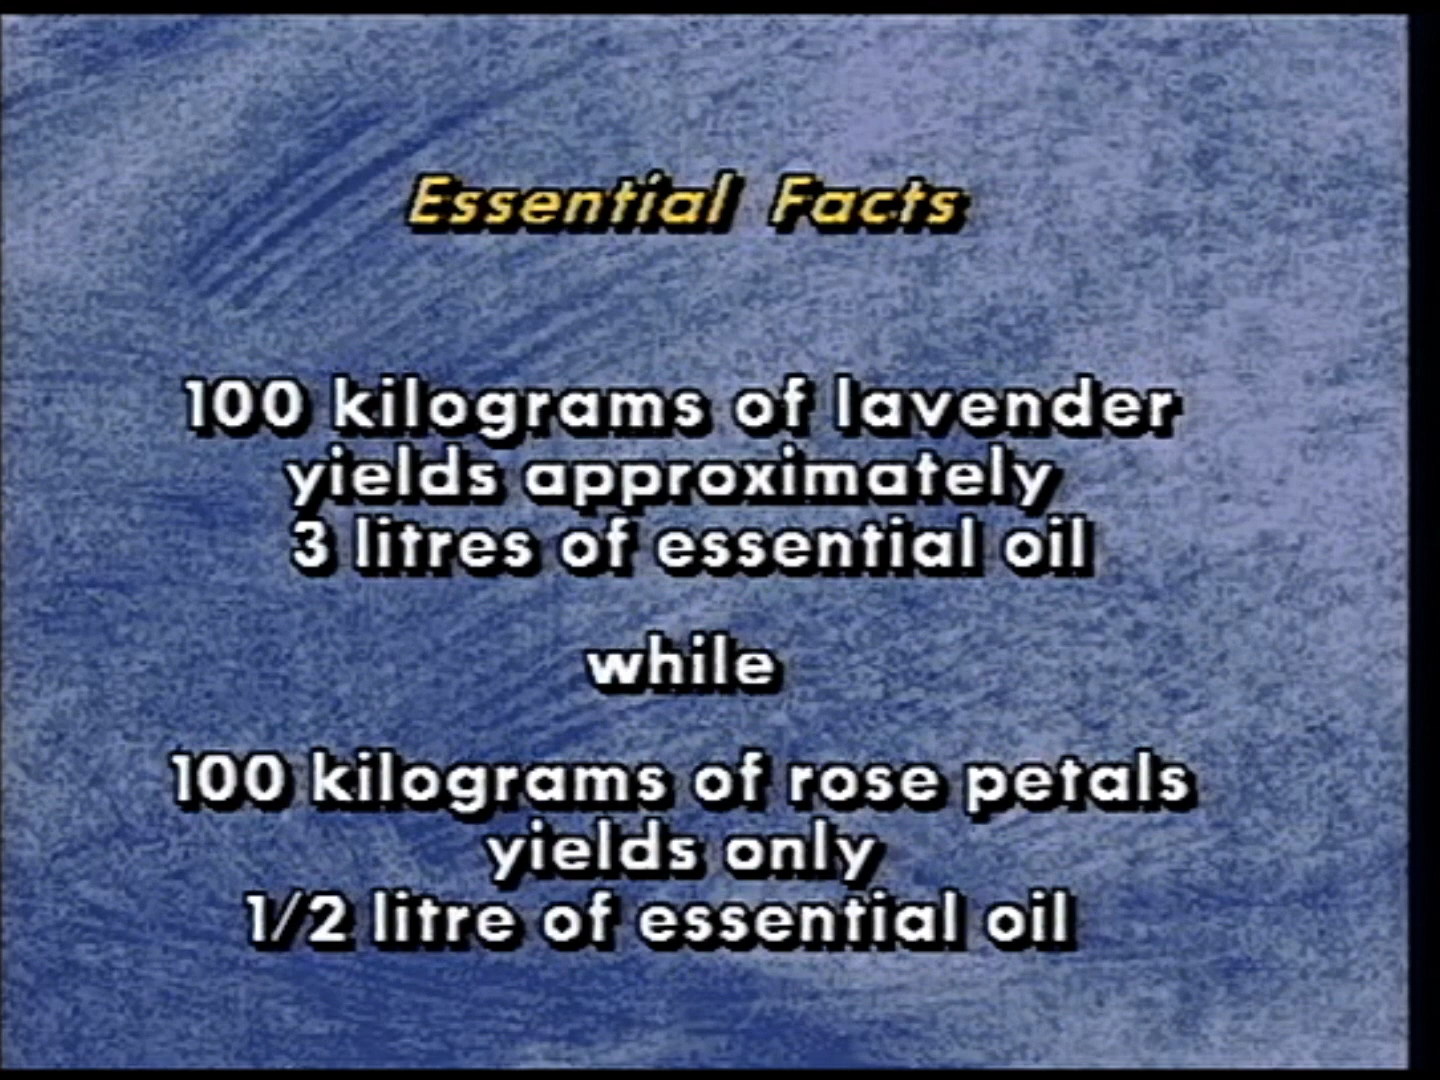 Essential Facts
100 kilograms of lavender
yields approximately
3 litres of essential oil
while
100 kilograms of rose petals
yields only
1/2 litre of essential oil